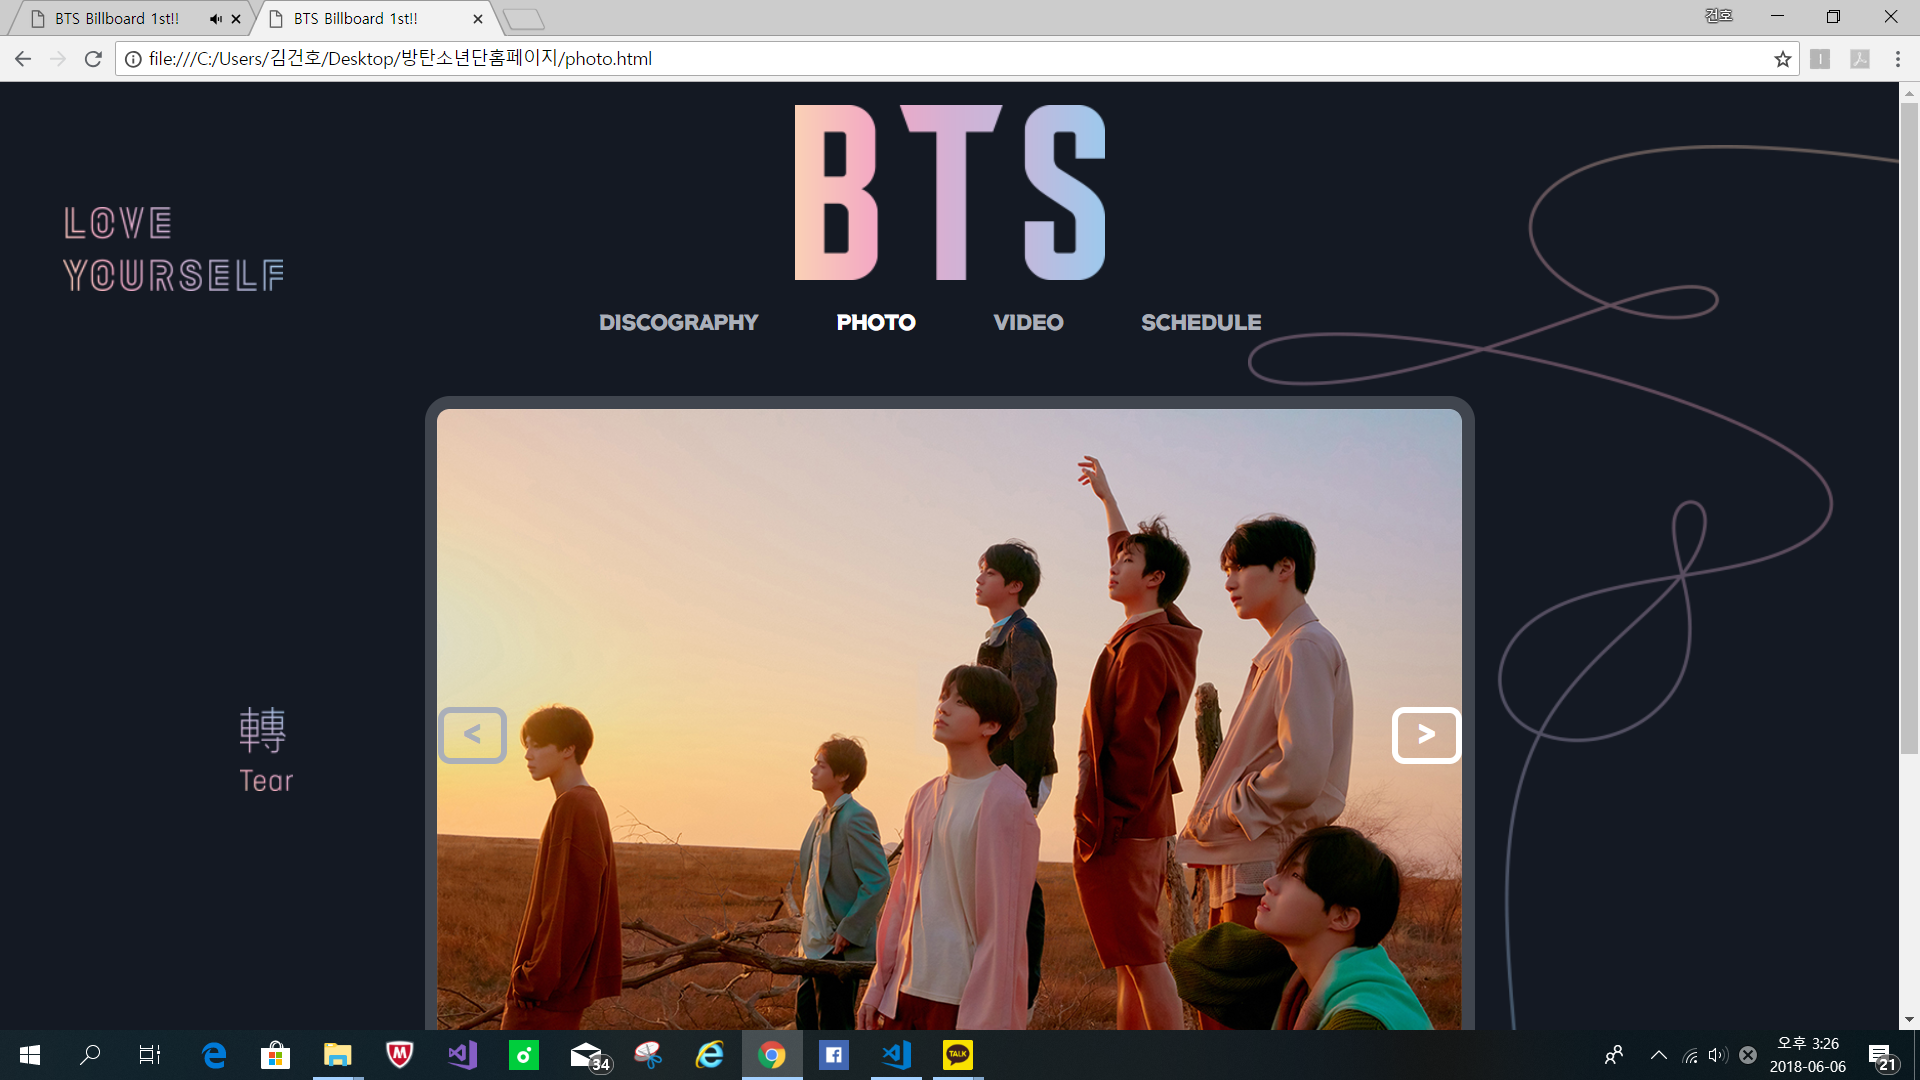 BTS Billboard 1st!!
BTS Billboard 1st!!
건호
file:///C:/Users/김건호/Desktop/방탄소년단홈페이지/photo.html
BTS
LOVE
YOURSELF
DISCOGRAPHY PHOTO VIDEO SCHEDULE
< >
轉
Tear
34
TALK
오후 3:26
2018-06-06
21